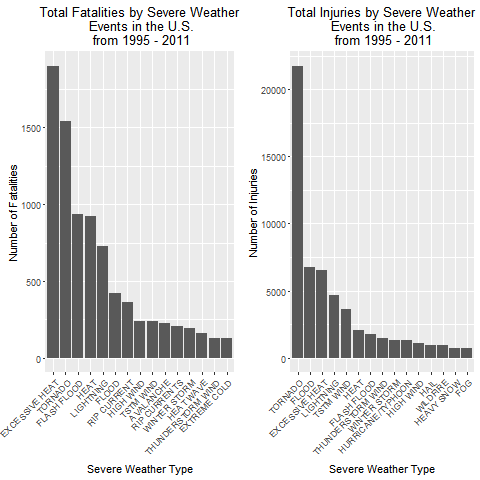 Total Fatalities by Severe Weather
Events in the U.S.
from 1995 - 2011
Number of Fatalities
1500
1000
500
0
EXCESSIVE HEAT
TORNADO
FLASH FLOOD
HEAT
LIGHTNING
FLOOD
RIP CURRENT
HIGH WIND
TSTM WIND
AVALANCHE
RIP CURRENTS
WINTER STORM
HEAT WAVE
THUNDERSTORM WIND
EXTREME COLD
Severe Weather Type
Total Injuries by Severe Weather
Events in the U.S.
from 1995 - 2011
Number of Injuries
20000
15000
10000
5000
0
TORNADO
FLOOD
EXCESSIVE HEAT
LIGHTNING
TSTM WIND
HEAT
FLASH FLOOD
THUNDERSTORM WIND
WINTER STORM
HURRICANE/TYPHOON
HIGH WIND
HAIL
WILDFIRE
HEAVY SNOW
FOG
Severe Weather Type